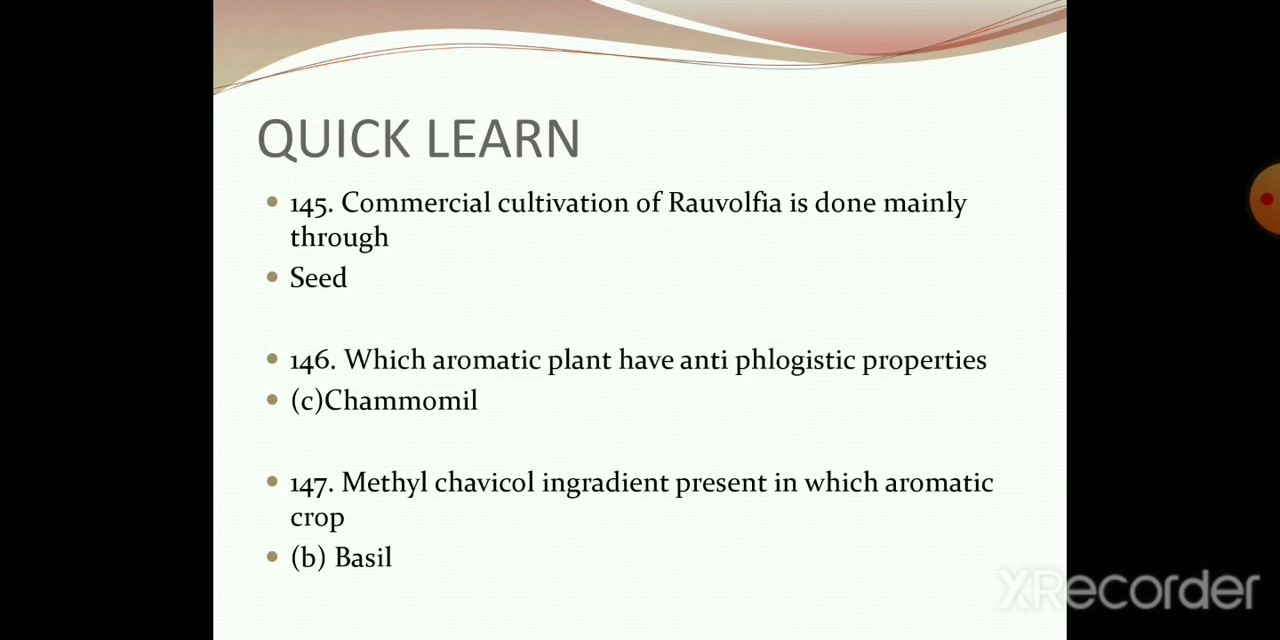 QUICK LEARN
145. Commercial cultivation of Rauvolfia is done mainly
through
Seed
146. Which aromatic plant have anti phlogistic properties
(c)Chammomil
147. Methyl chavicol ingradient present in which aromatic
crop
(b) Basil
XRecorder